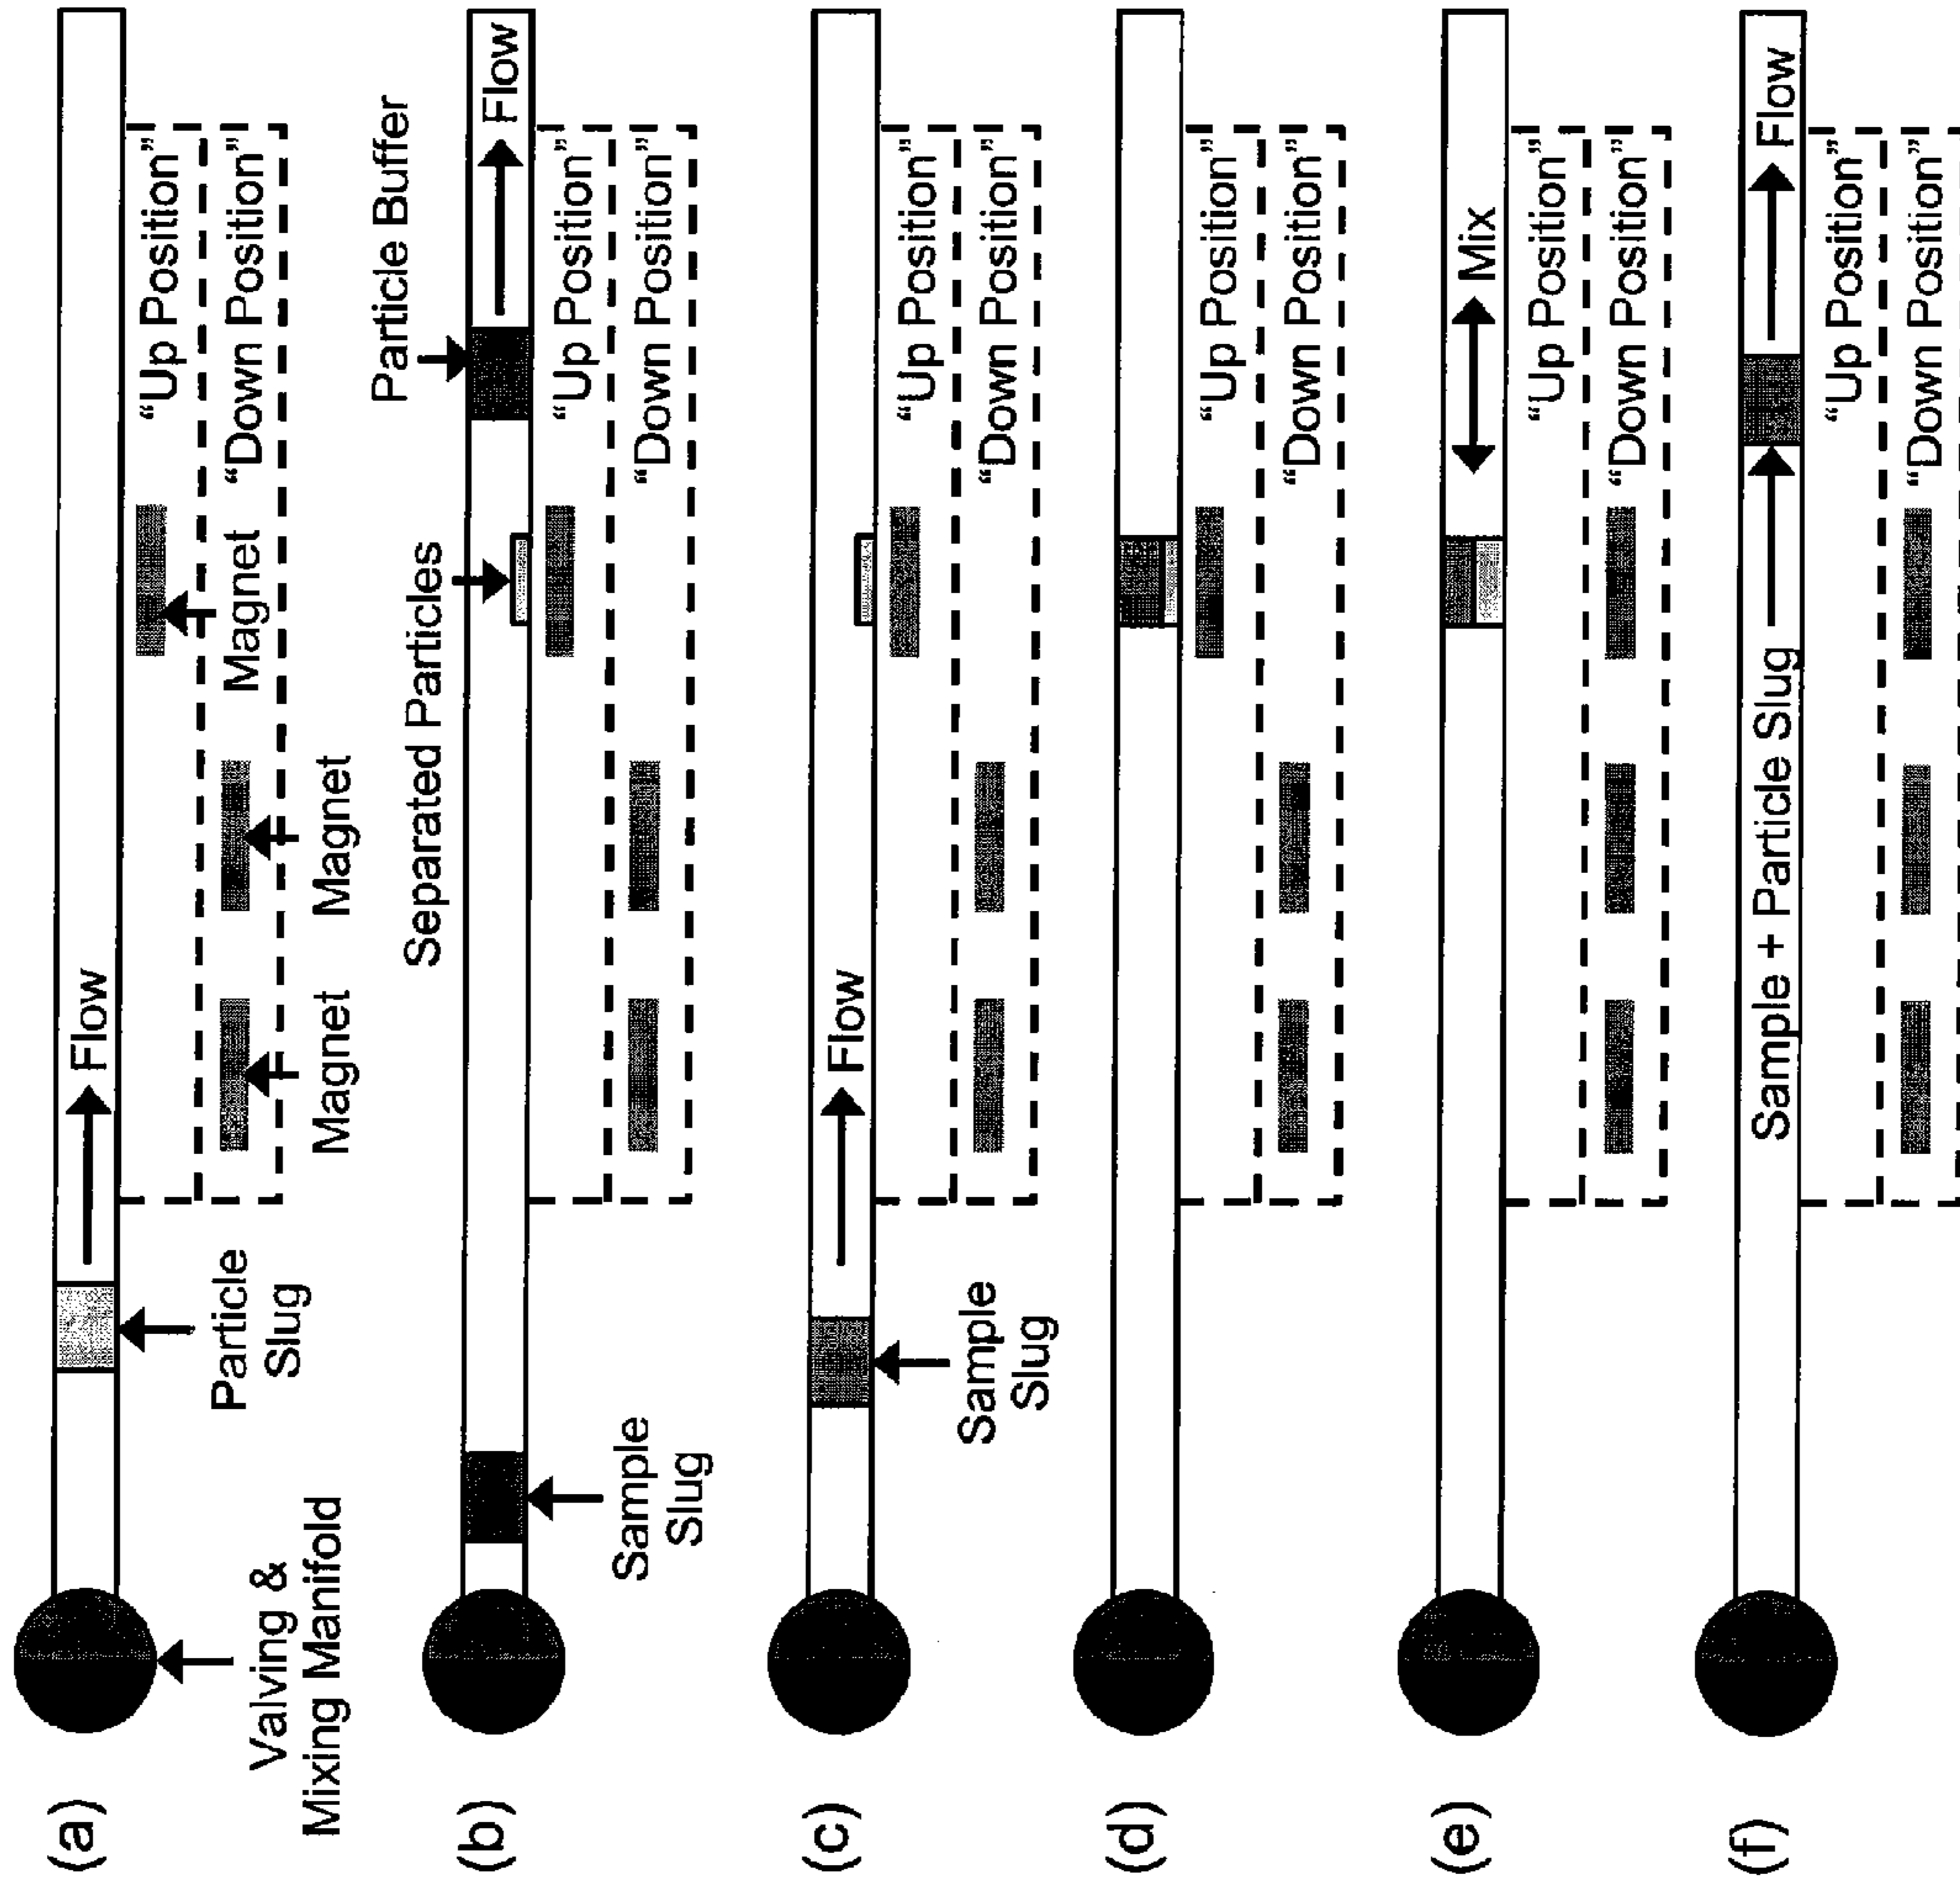 (a)
Flow
Particle
Slug
Valving &
Mixing Manifold
Magnet
Magnet
Magnet
“Up Position”
“Down Position”
(b)
Particle Buffer
Flow
Separated Particles
Sample
Slug
“Up Position”
“Down Position”
(c)
Flow
Sample
Slug
“Up Position”
“Down Position”
(d)
“Up Position”
“Down Position”
(e)
Mix
“Up Position”
“Down Position”
(f)
Sample + Particle Slug
Flow
“Up Position”
“Down Position”